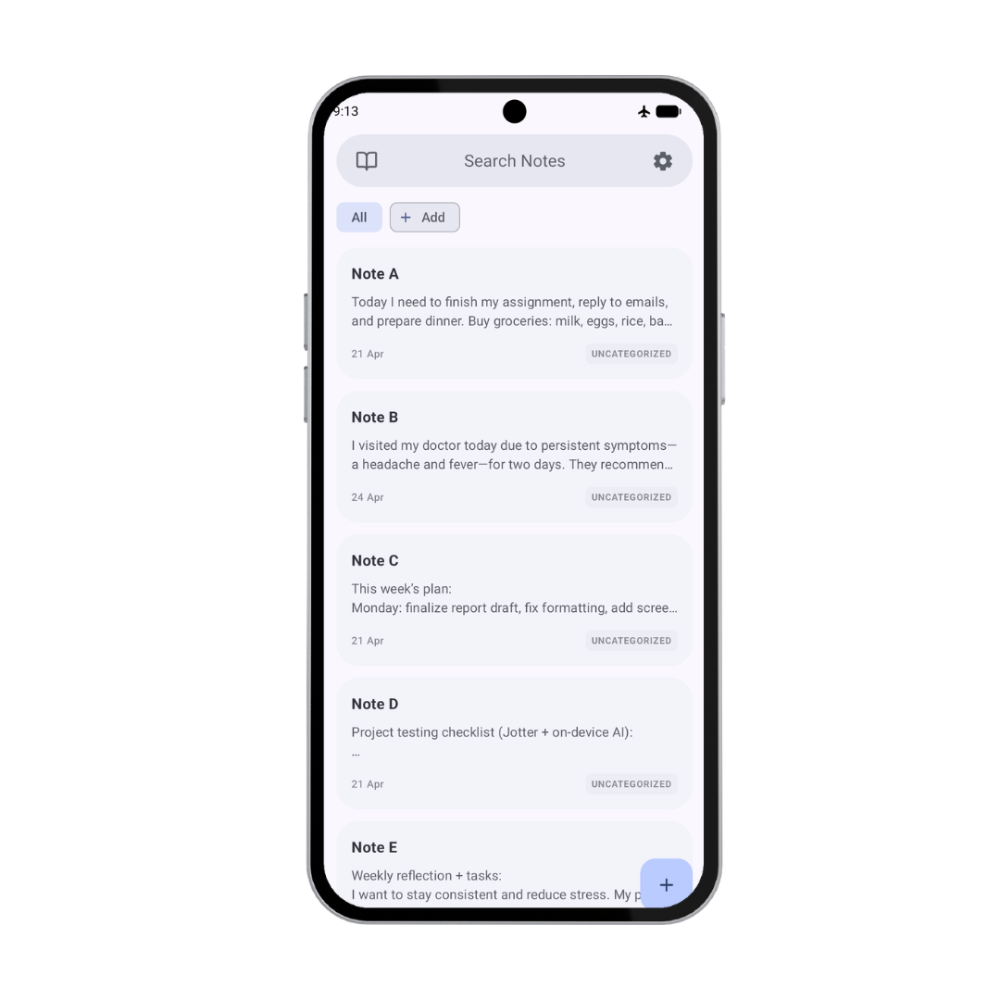 9:13
Search Notes
All
+ Add
Note A
Today I need to finish my assignment, reply to emails,
and prepare dinner. Buy groceries: milk, eggs, rice, ba...
21 Apr UNCATEGORIZED
Note B
I visited my doctor today due to persistent symptoms—
a headache and fever—for two days. They recommen...
24 Apr UNCATEGORIZED
Note C
This week’s plan:
Monday: finalize report draft, fix formatting, add scree...
21 Apr UNCATEGORIZED
Note D
Project testing checklist (Jotter + on-device AI):
...
21 Apr UNCATEGORIZED
Note E
Weekly reflection + tasks:
I want to stay consistent and reduce stress. My p
+